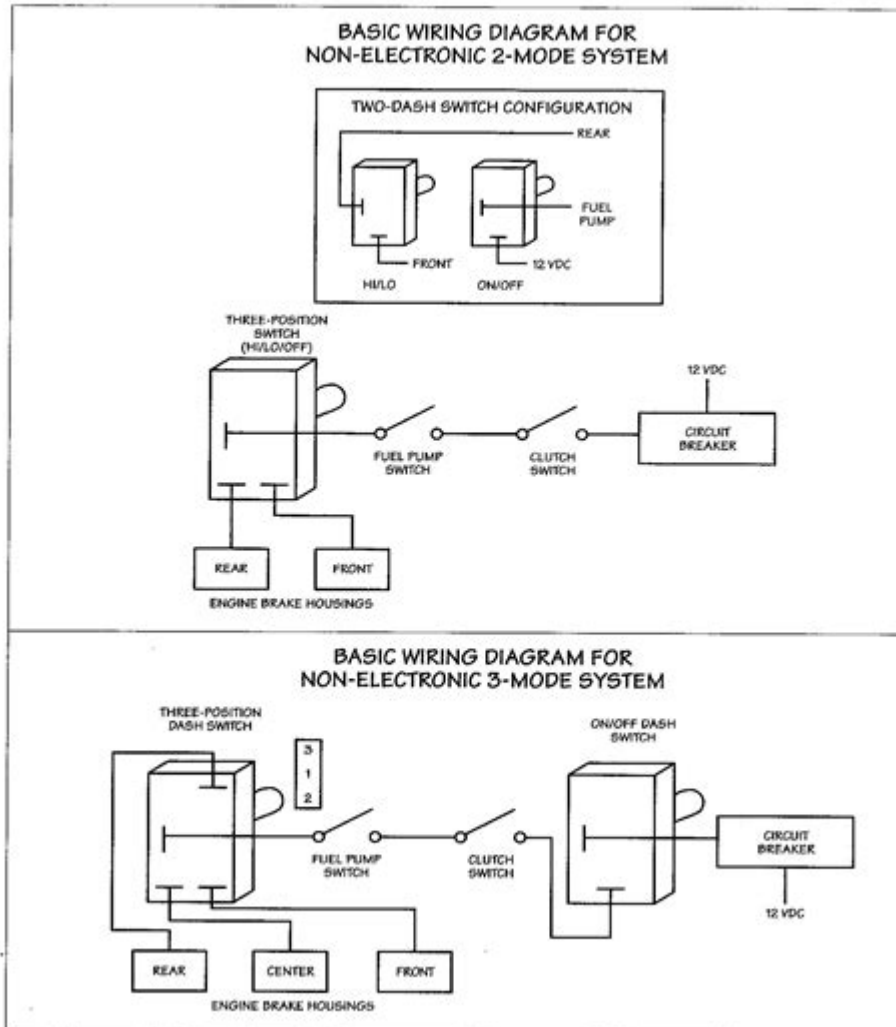 BASIC WIRING DIAGRAM FOR
NON-ELECTRONIC 2-MODE SYSTEM
TWO-DASH SWITCH CONFIGURATION
REAR
FUEL
PUMP
FRONT
12 VDC
HI/LO
ON/OFF
THREE-POSITION
SWITCH
(HI/LO/OFF)
12 VDC
CIRCUIT
BREAKER
FUEL PUMP
SWITCH
CLUTCH
SWITCH
REAR
FRONT
ENGINE BRAKE HOUSINGS
BASIC WIRING DIAGRAM FOR
NON-ELECTRONIC 3-MODE SYSTEM
THREE-POSITION
DASH SWITCH
3
1
2
ON/OFF DASH
SWITCH
FUEL PUMP
SWITCH
CLUTCH
SWITCH
CIRCUIT
BREAKER
12 VDC
REAR
CENTER
FRONT
ENGINE BRAKE HOUSINGS